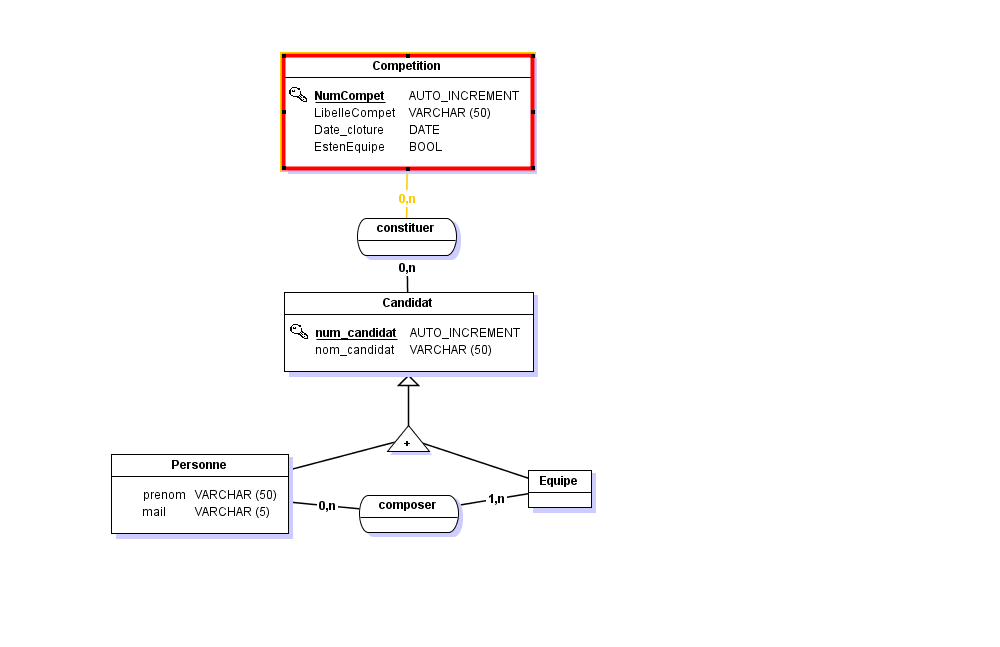 Competition
NumCompet AUTO_INCREMENT
LibelleCompet VARCHAR (50)
Date_cloture DATE
EstenEquipe BOOL
0,n
constituer
0,n
Candidat
num_candidat AUTO_INCREMENT
nom_candidat VARCHAR (50)
+
Personne
prenom VARCHAR (50)
mail VARCHAR (5)
0,n
composer
1,n
Equipe